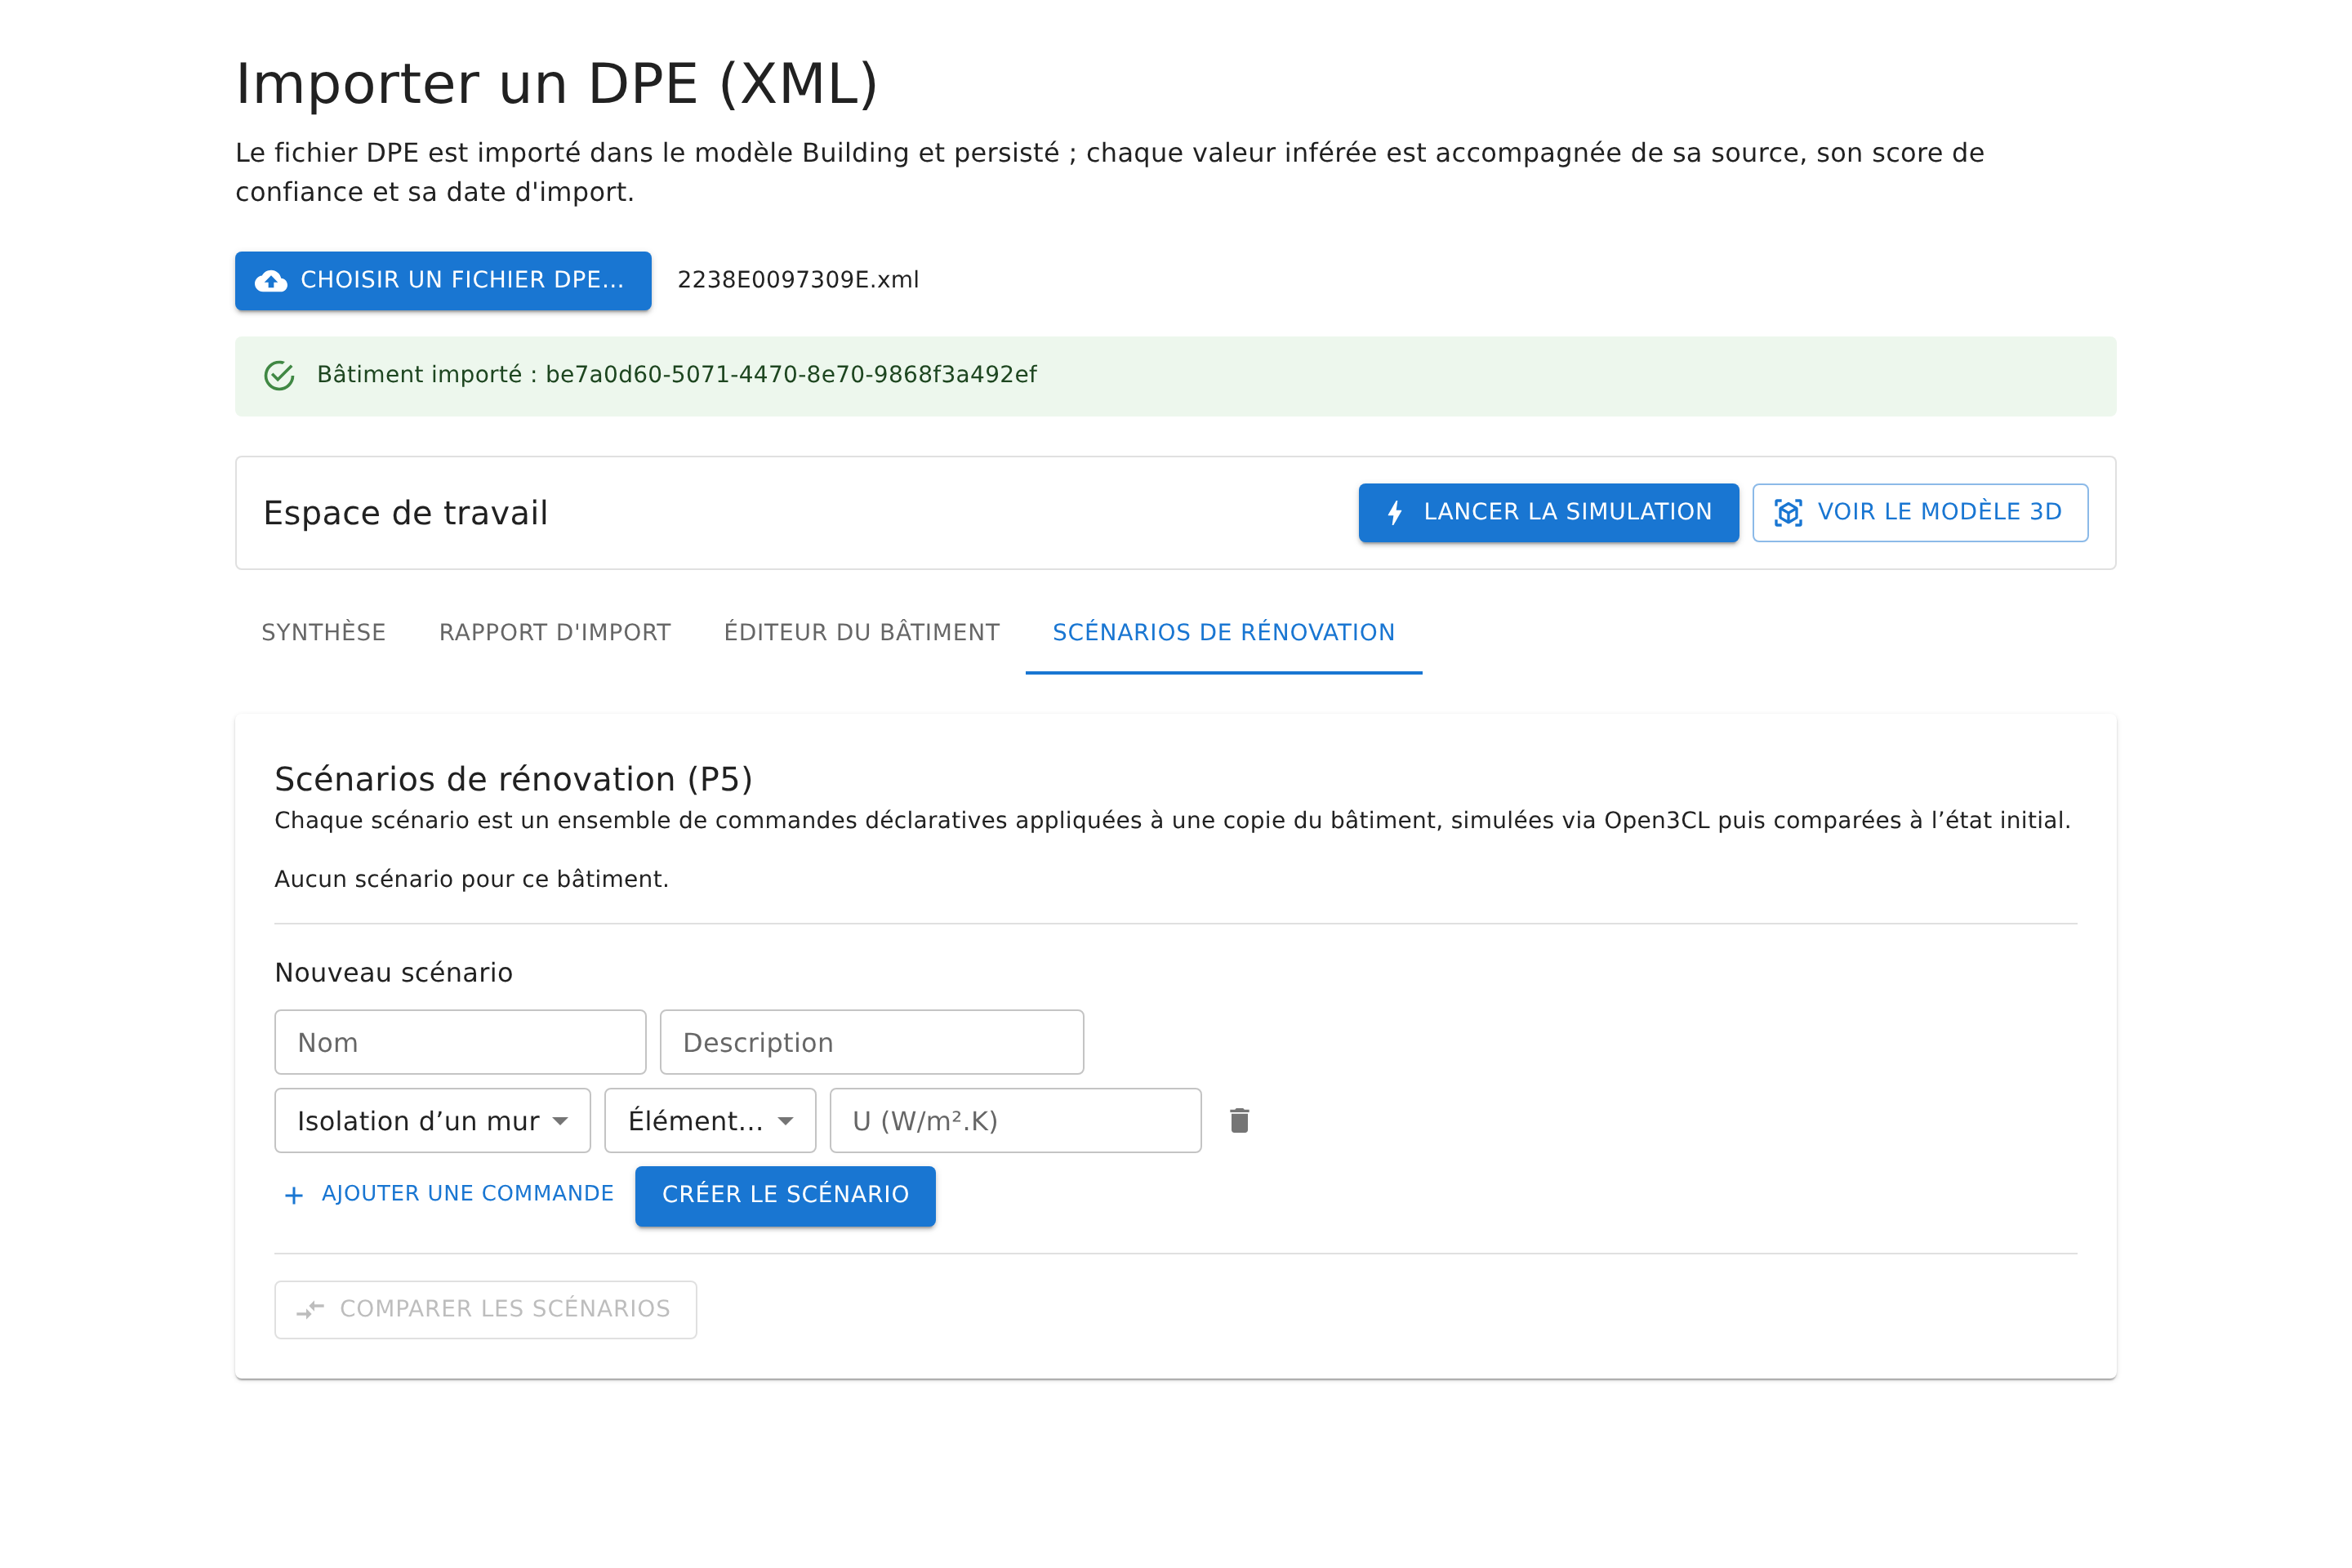 Importer un DPE (XML)
Le fichier DPE est importé dans le modèle Building et persisté ; chaque valeur inférée est accompagnée de sa source, son score de
confiance et sa date d'import.
CHOISIR UN FICHIER DPE... 2238E0097309E.xml
Bâtiment importé : be7a0d60-5071-4470-8e70-9868f3a492ef
Espace de travail LANCER LA SIMULATION VOIR LE MODÈLE 3D
SYNTHÈSE RAPPORT D'IMPORT ÉDITEUR DU BÂTIMENT SCÉNARIOS DE RÉNOVATION
Scénarios de rénovation (P5)
Chaque scénario est un ensemble de commandes déclaratives appliquées à une copie du bâtiment, simulées via Open3CL puis comparées à l’état initial.
Aucun scénario pour ce bâtiment.
Nouveau scénario
Nom Description
Isolation d’un mur Élément... U (W/m².K)
AJOUTER UNE COMMANDE CRÉER LE SCÉNARIO
COMPARER LES SCÉNARIOS